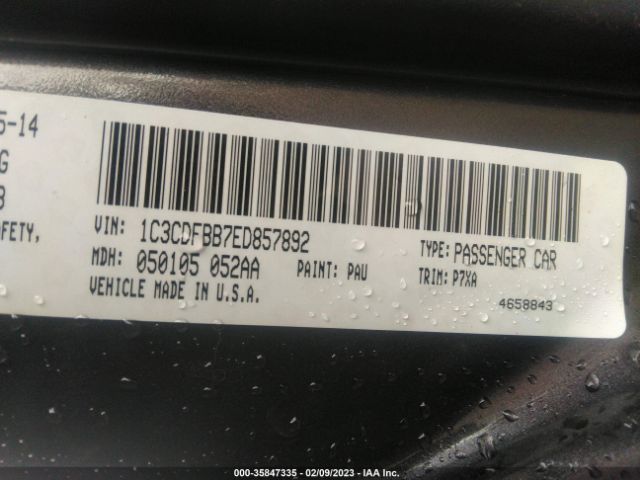 5-14
G
FETY,
VIN: 1C3CDFBB7ED857892
TYPE: PASSENGER CAR
MDH: 050105 052AA
PAINT: PAU
TRIM: P7XA
VEHICLE MADE IN U.S.A.
4658843
000-35847335 - 02/09/2023 - IAA Inc.